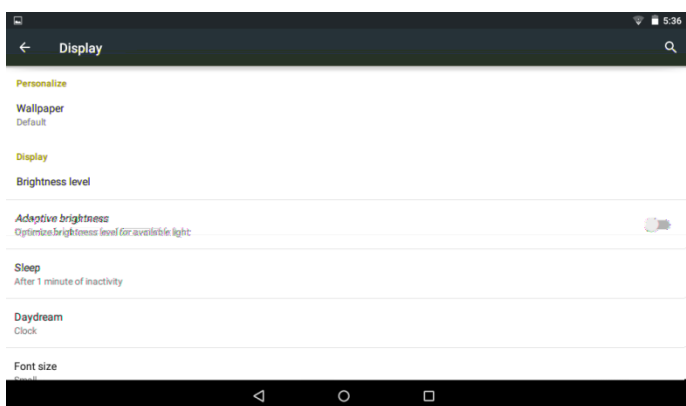 5:36
Display
Personalize
Wallpaper
Default
Display
Brightness level
Adaptive brightness
Optimize brightness level for available light
Sleep
After 1 minute of inactivity
Daydream
Clock
Font size
Small